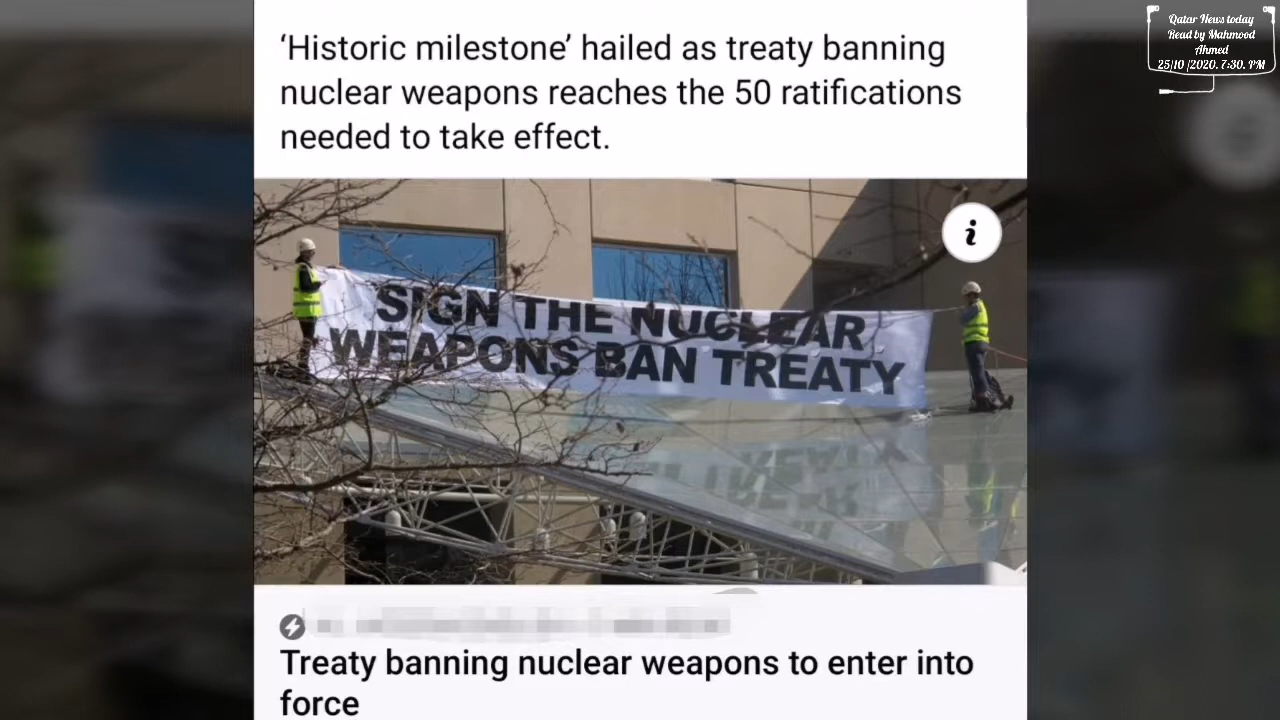 Qatar News today
Read by Mahmood
Ahmed
25/10 /2020. 7:30. PM
‘Historic milestone’ hailed as treaty banning
nuclear weapons reaches the 50 ratifications
needed to take effect.
i
SIGN THE NUCLEAR
WEAPONS BAN TREATY
Treaty banning nuclear weapons to enter into
force